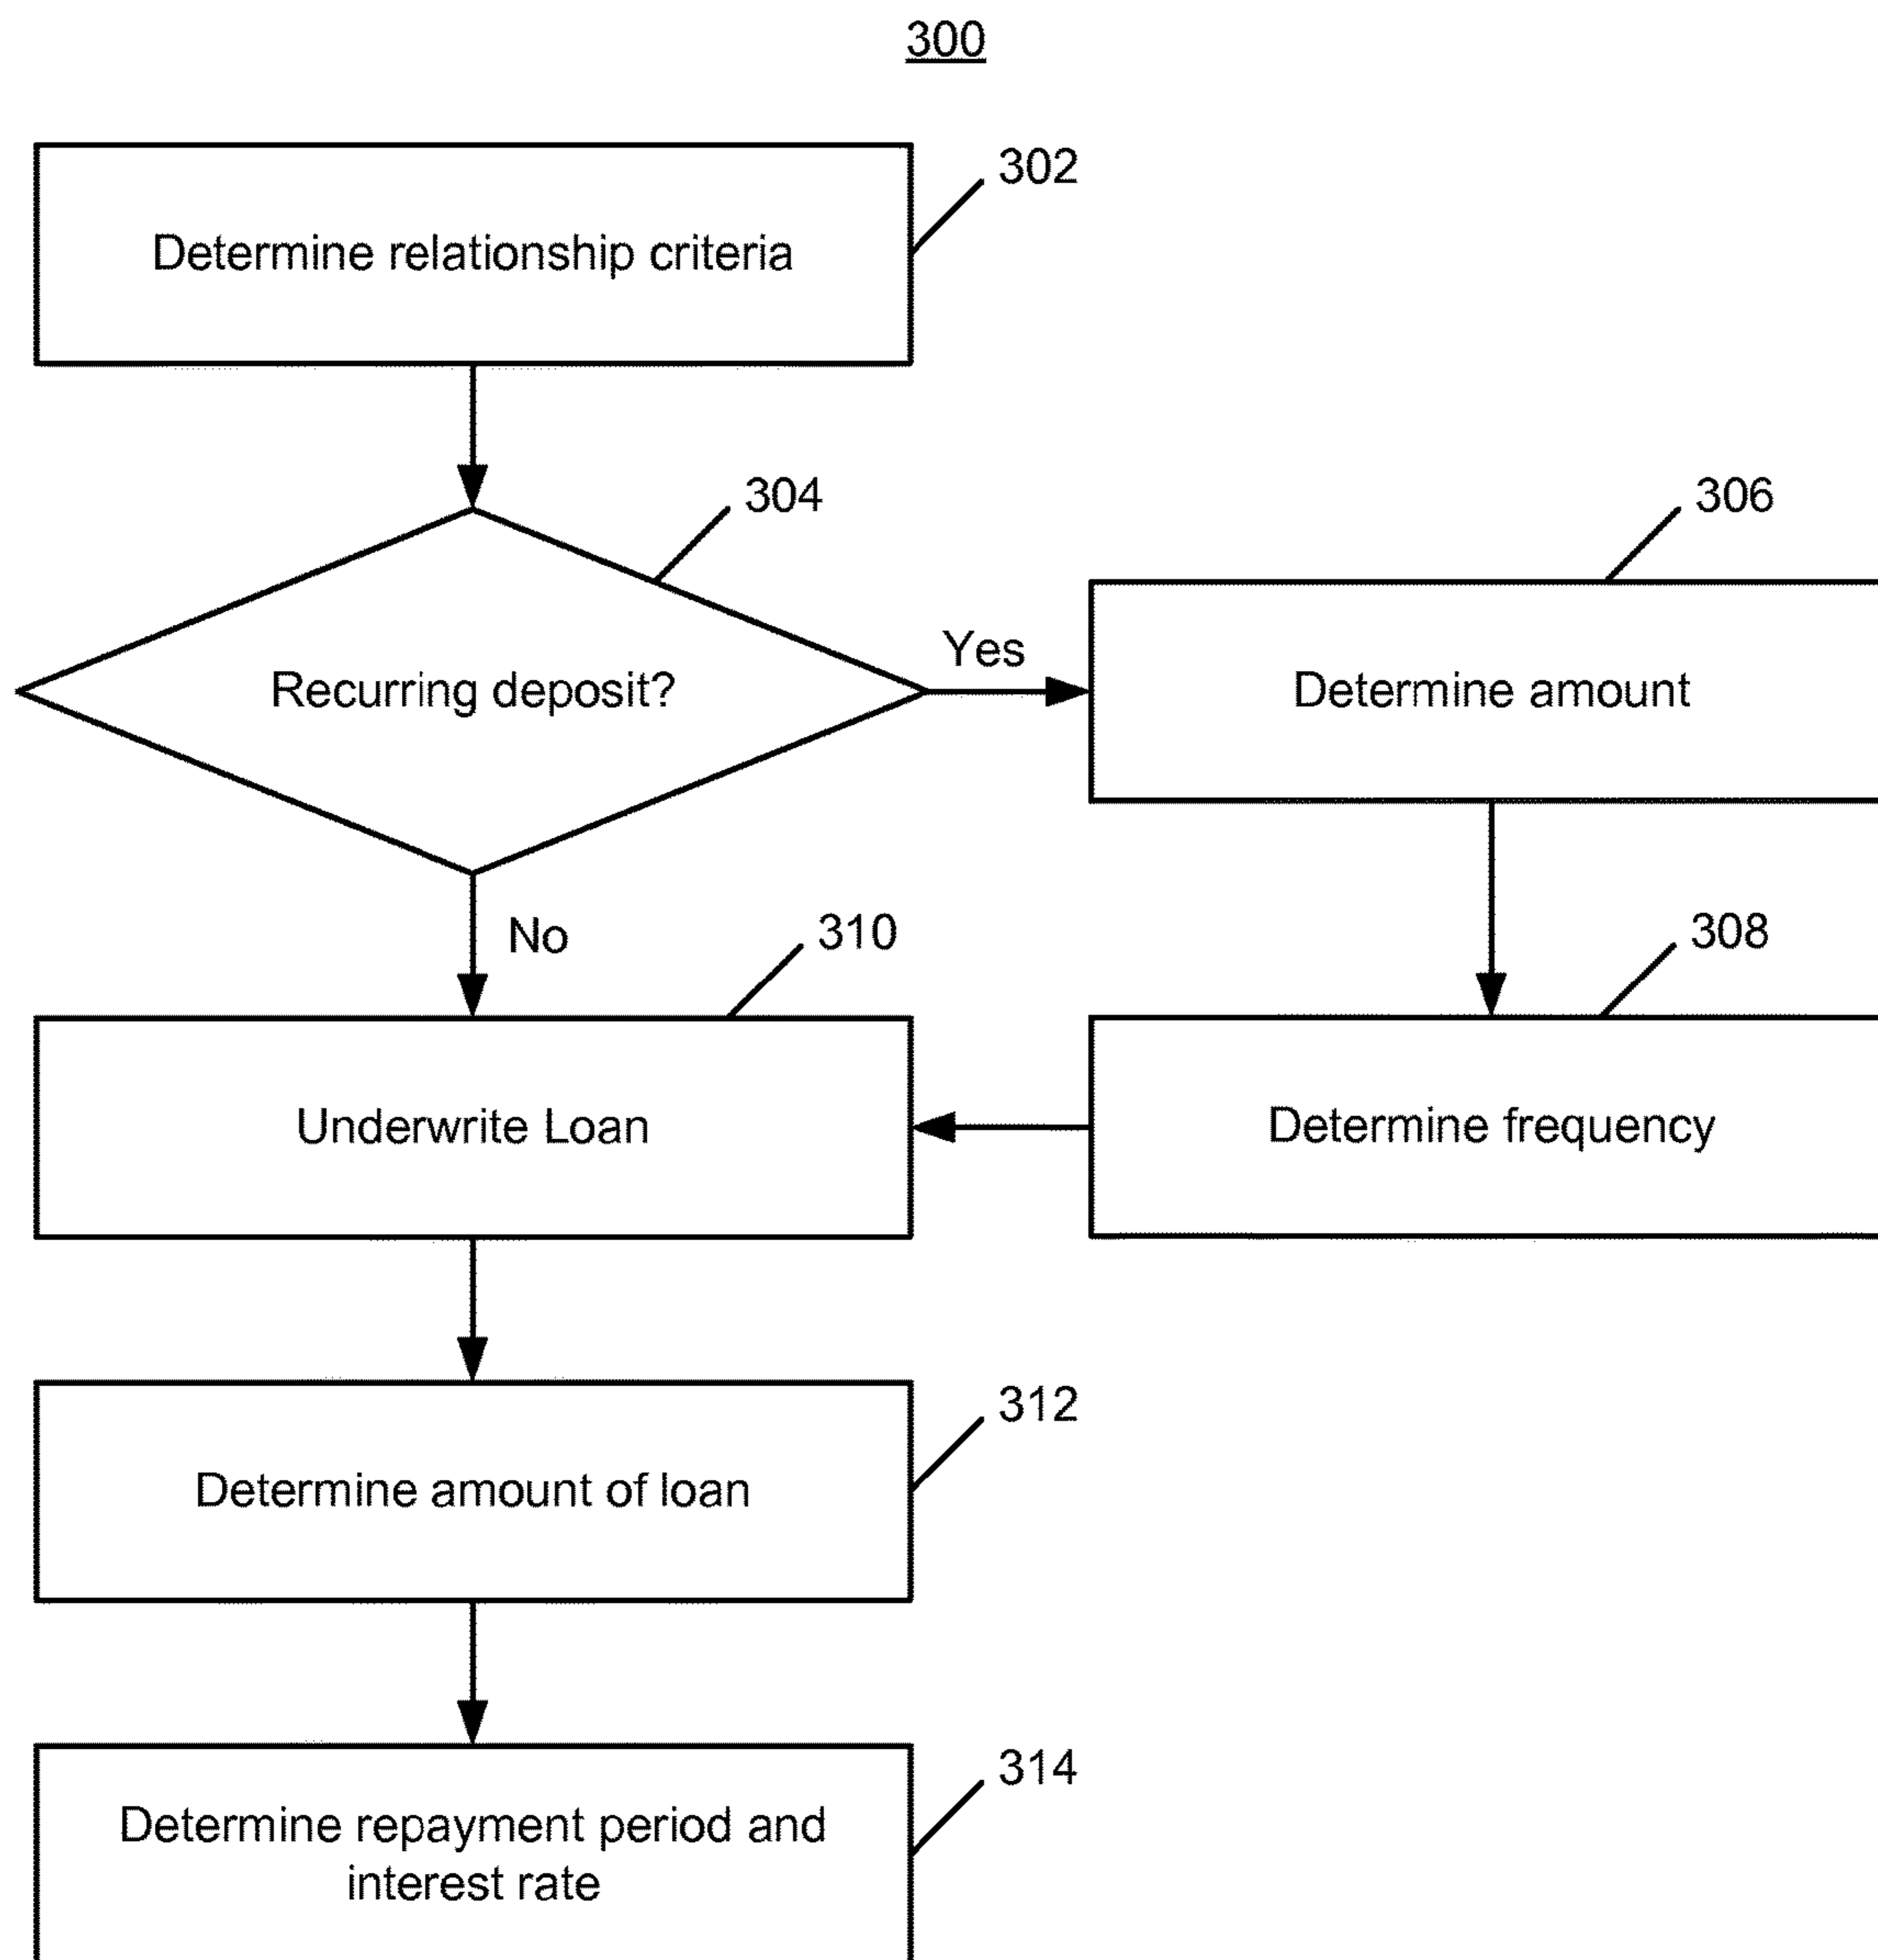 300
302
Determine relationship criteria
304
306
Recurring deposit?
Yes
Determine amount
No
310
308
Underwrite Loan
Determine frequency
312
Determine amount of loan
314
Determine repayment period and
interest rate